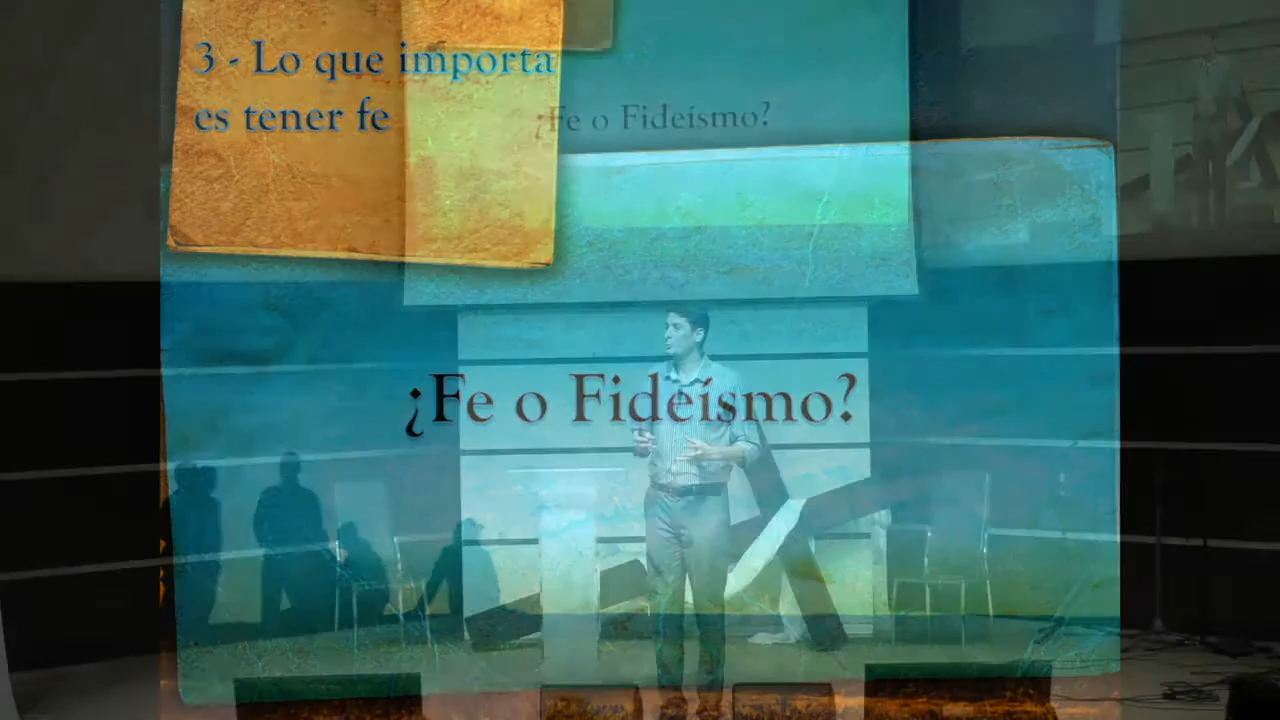 3 - Lo que importa
es tener fe
¿Fe o Fideísmo?
¿Fe o Fideísmo?